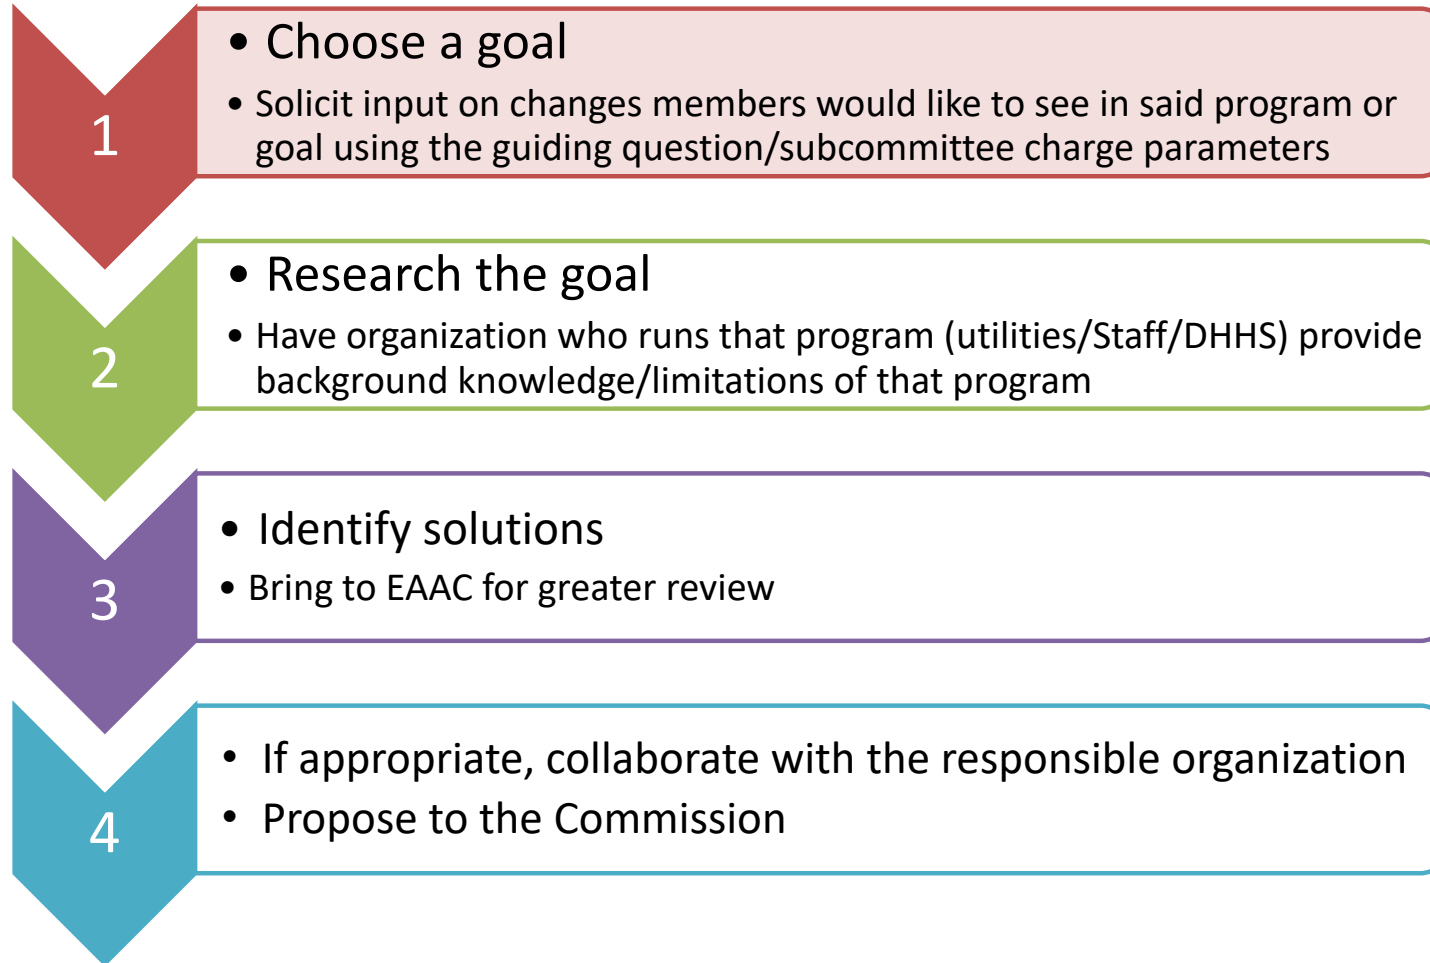 1
• Choose a goal
• Solicit input on changes members would like to see in said program or
goal using the guiding question/subcommittee charge parameters
2
• Research the goal
• Have organization who runs that program (utilities/Staff/DHHS) provide
background knowledge/limitations of that program
3
• Identify solutions
• Bring to EAAC for greater review
4
• If appropriate, collaborate with the responsible organization
• Propose to the Commission